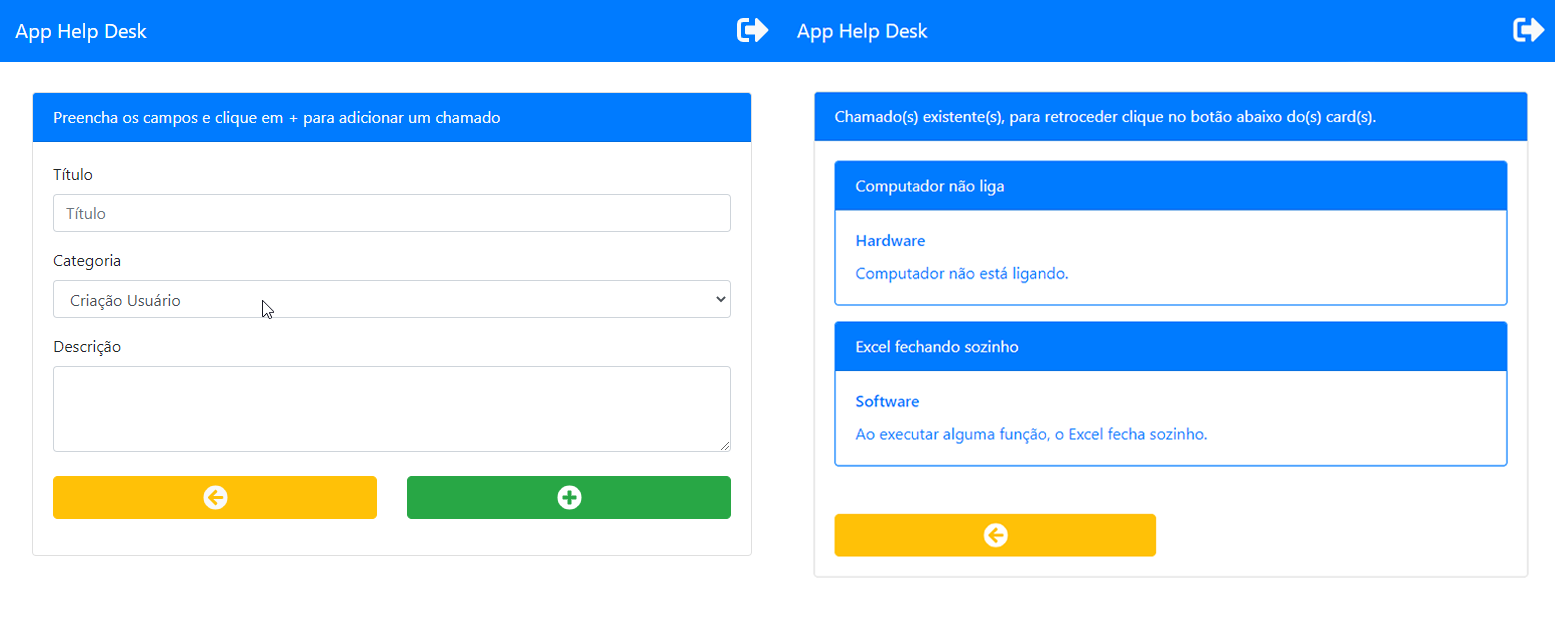 App Help Desk
Preencha os campos e clique em + para adicionar um chamado
Título
Título
Categoria
Criação Usuário
Descrição
App Help Desk
Chamado(s) existente(s), para retroceder clique no botão abaixo do(s) card(s).
Computador não liga
Hardware
Computador não está ligando.
Excel fechando sozinho
Software
Ao executar alguma função, o Excel fecha sozinho.